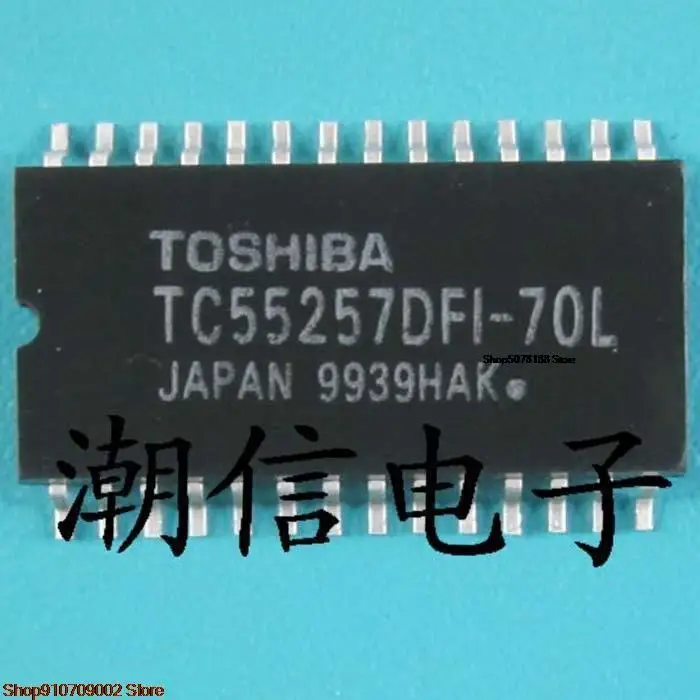 TOSHIBA
TC55257DFI-70L
Shop5078188 Store
JAPAN 9939HAK
潮信电子
Shop910709002 Store